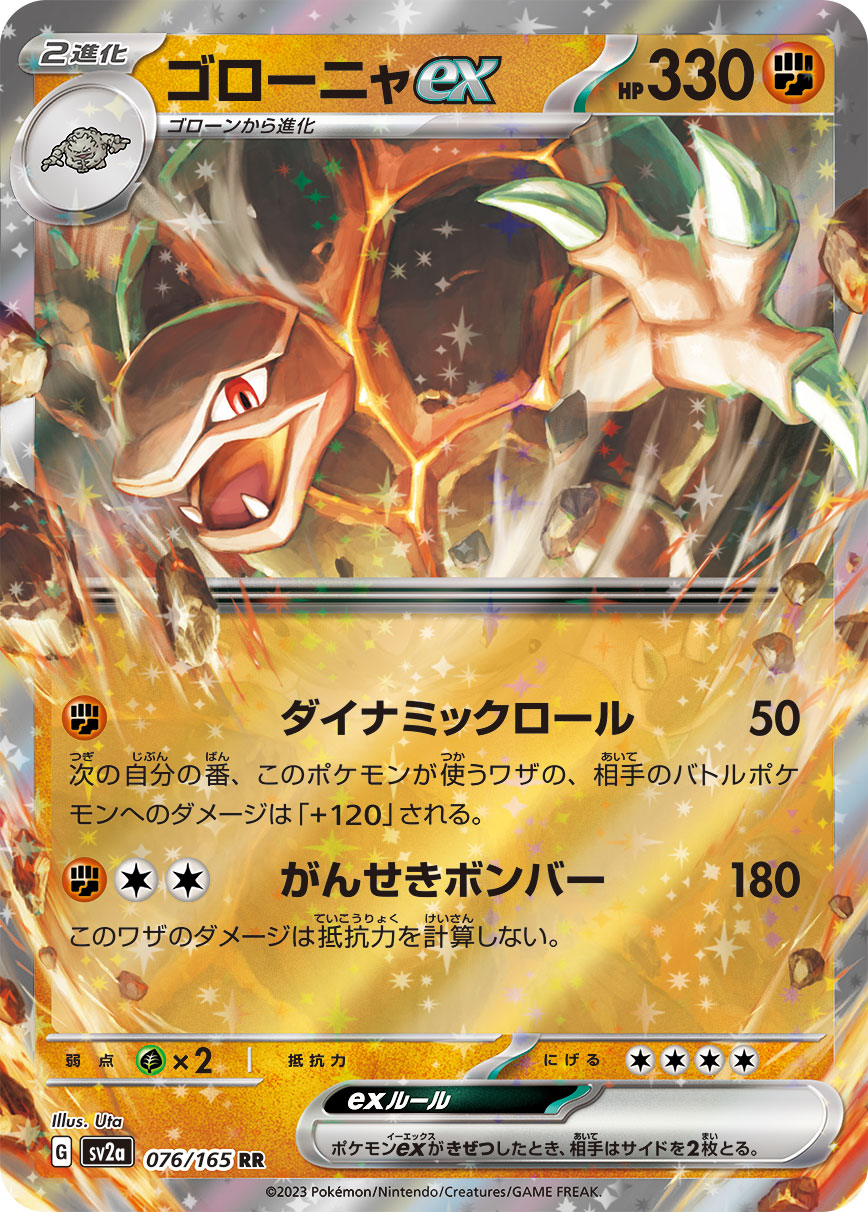 2進化
ゴローニャex
HP330
ゴローンから進化
ダイナミックロール 50
次の自分の番、このポケモンが使うワザの、相手のバトルポケ
モンへのダメージは「+120」される。
がんせきボンバー 180
このワザのダメージは抵抗力を計算しない。
弱点 ×2 抵抗力 にげる
exルール
ポケモンexがきぜつしたとき、相手はサイドを2枚とる。
Illus. Uta
G sv2a 076/165 RR
©2023 Pokémon/Nintendo/Creatures/GAME FREAK.